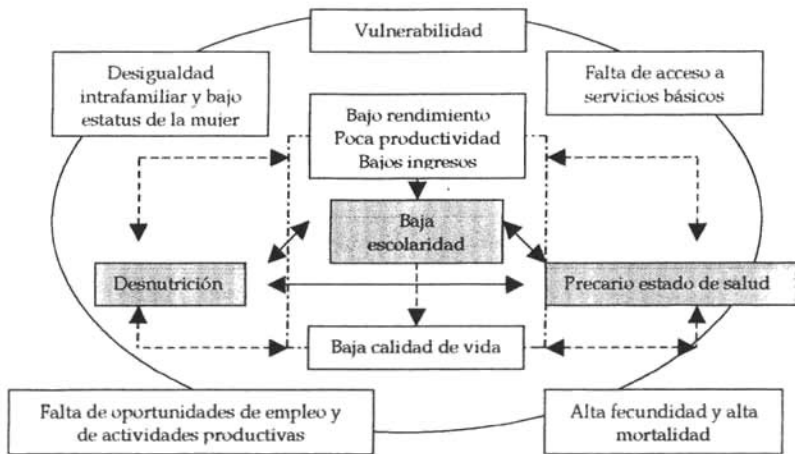 Vulnerabilidad
Desigualdad
intrafamiliar y bajo
estatus de la mujer
Falta de acceso a
servicios básicos
Bajo rendimiento
Poca productividad
Bajos ingresos
Baja
escolaridad
Desnutrición
Precario estado de salud
Baja calidad de vida
Falta de oportunidades de empleo y
de actividades productivas
Alta fecundidad y alta
mortalidad